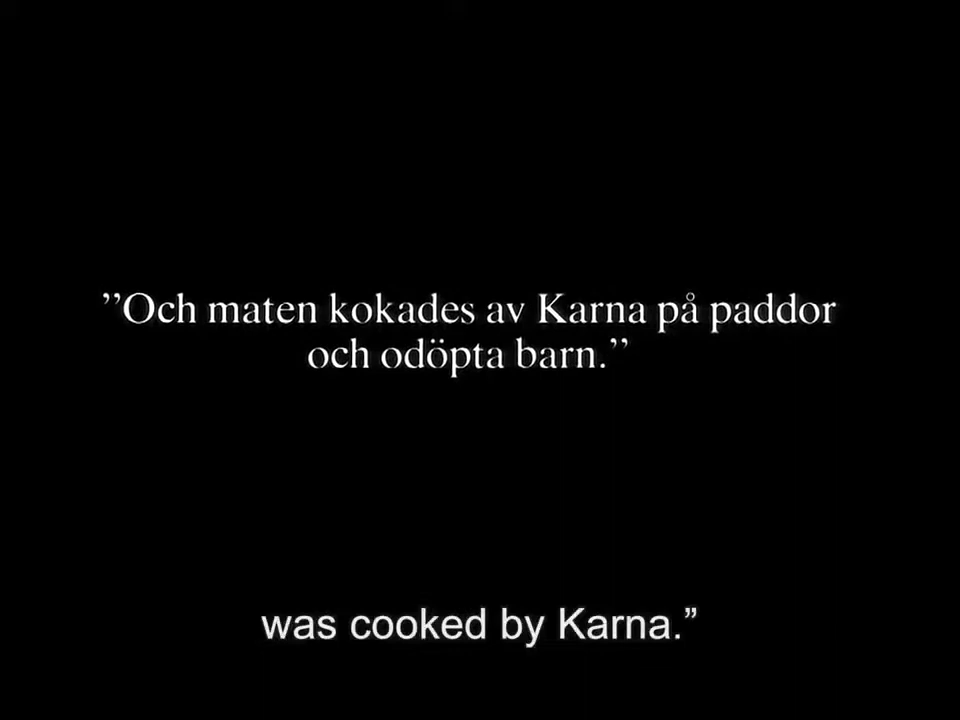 ”Och maten kokades av Karna på paddor
och odöpta barn.”
was cooked by Karna.”